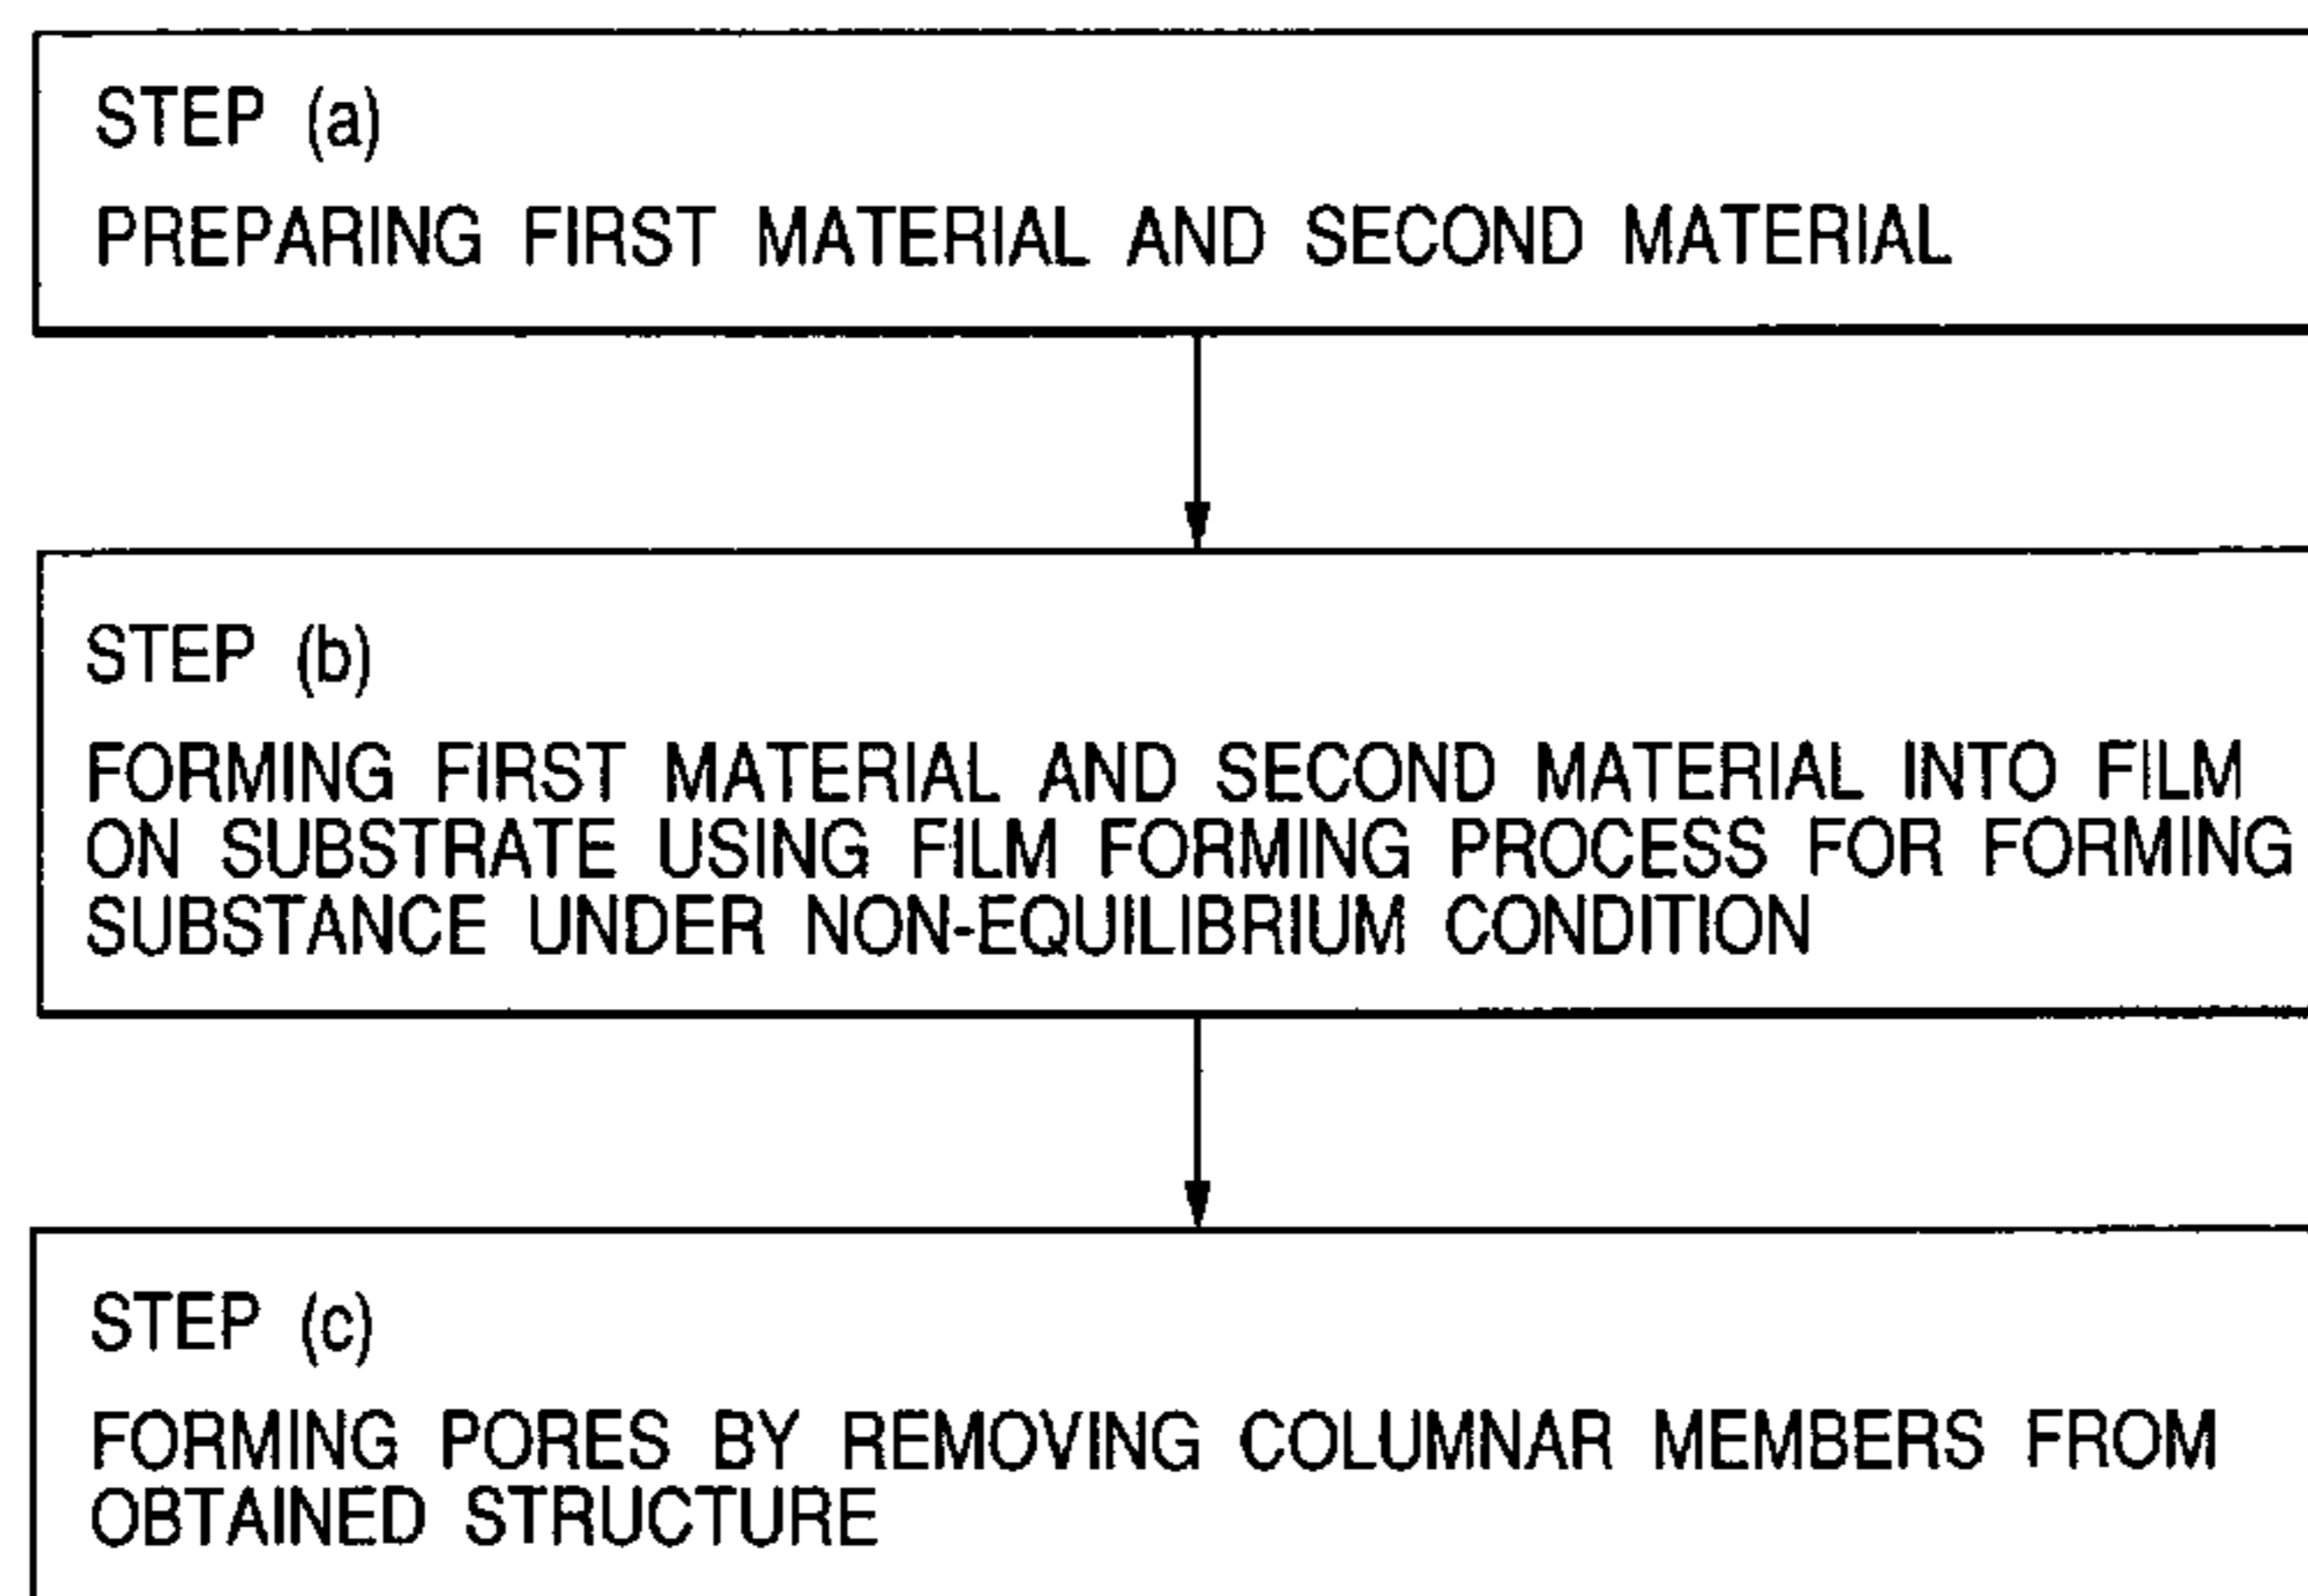 STEP (a)
PREPARING FIRST MATERIAL AND SECOND MATERIAL
STEP (b)
FORMING FIRST MATERIAL AND SECOND MATERIAL INTO FILM
ON SUBSTRATE USING FILM FORMING PROCESS FOR FORMING
SUBSTANCE UNDER NON-EQUILIBRIUM CONDITION
STEP (c)
FORMING PORES BY REMOVING COLUMNAR MEMBERS FROM
OBTAINED STRUCTURE